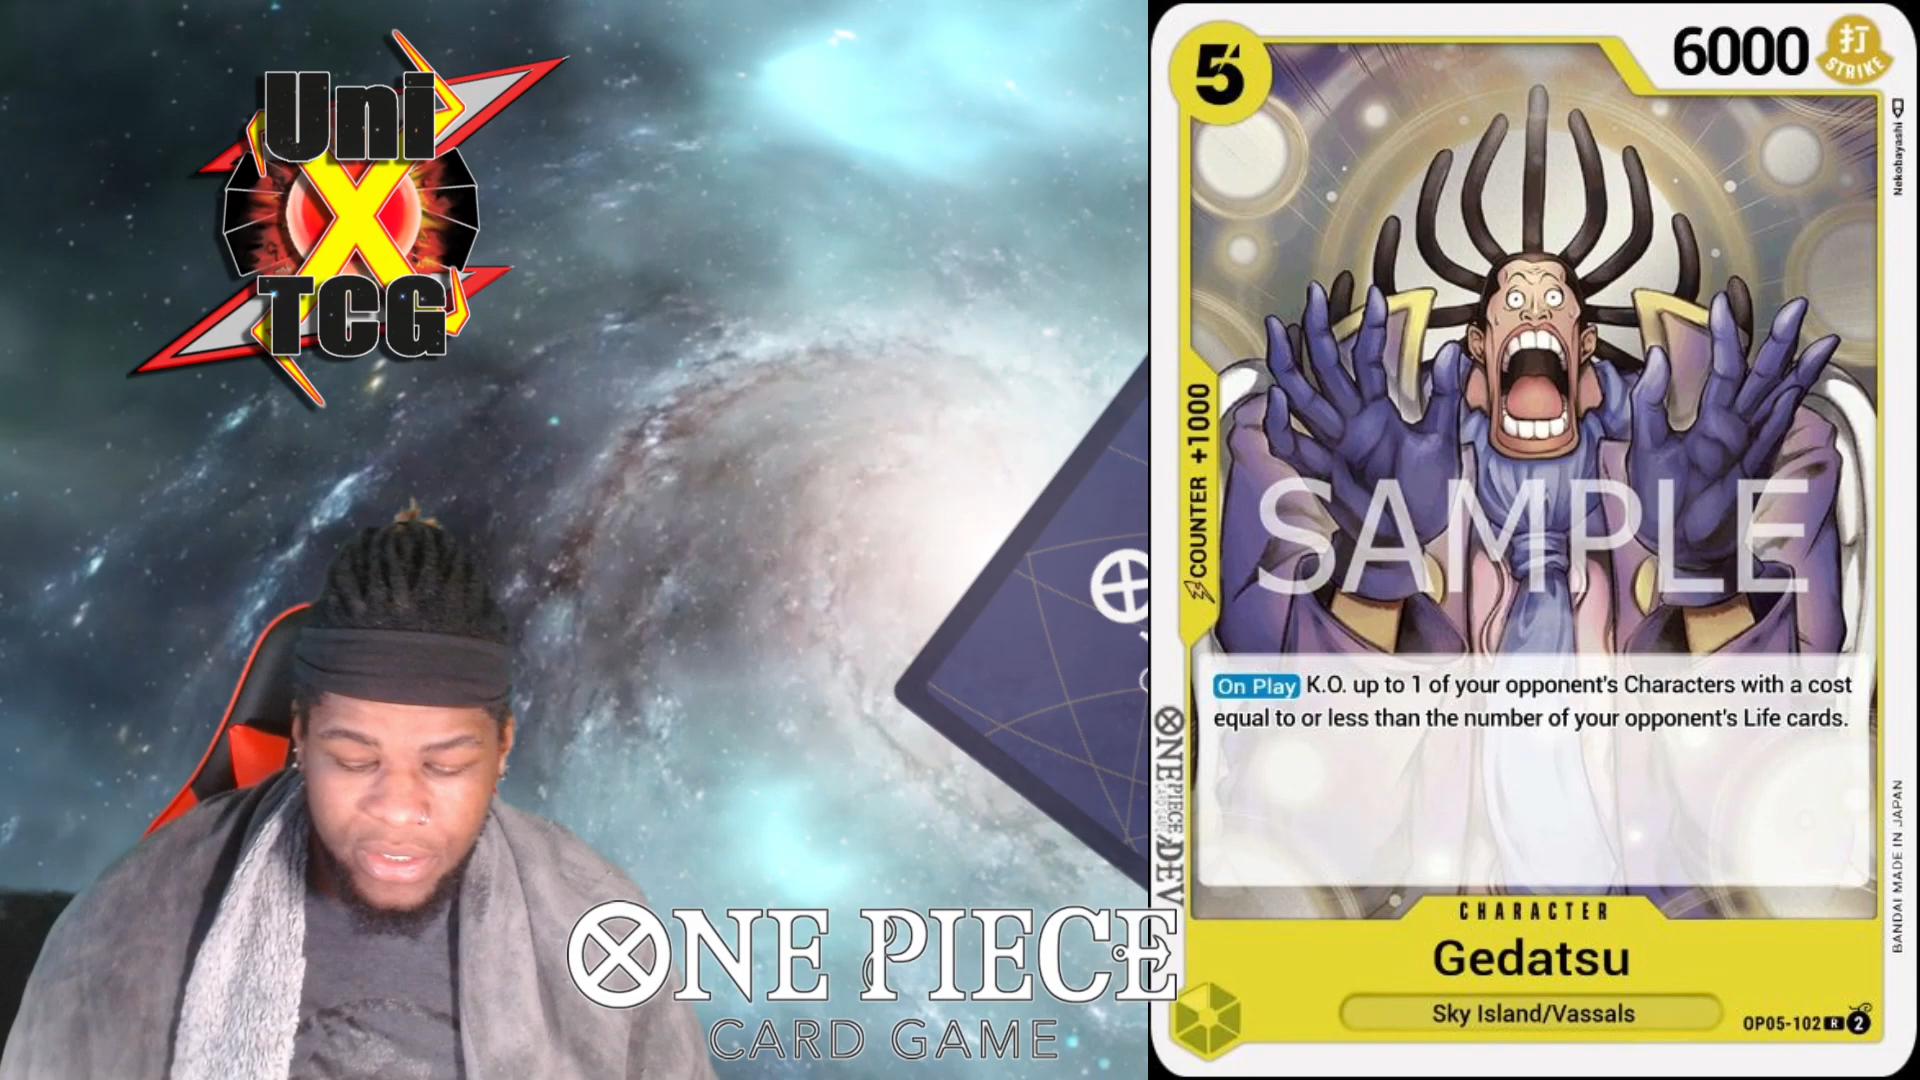 Uni
X
TCG
ONE PIECE
CARD GAME
5
6000
打
STRIKE
Nekobayashi
COUNTER +1000
SAMPLE
On Play K.O. up to 1 of your opponent's Characters with a cost
equal to or less than the number of your opponent's Life cards.
ONE PIECE
DEV
BANDAI MADE IN JAPAN
CHARACTER
Gedatsu
Sky Island/Vassals
OP05-102 R 2